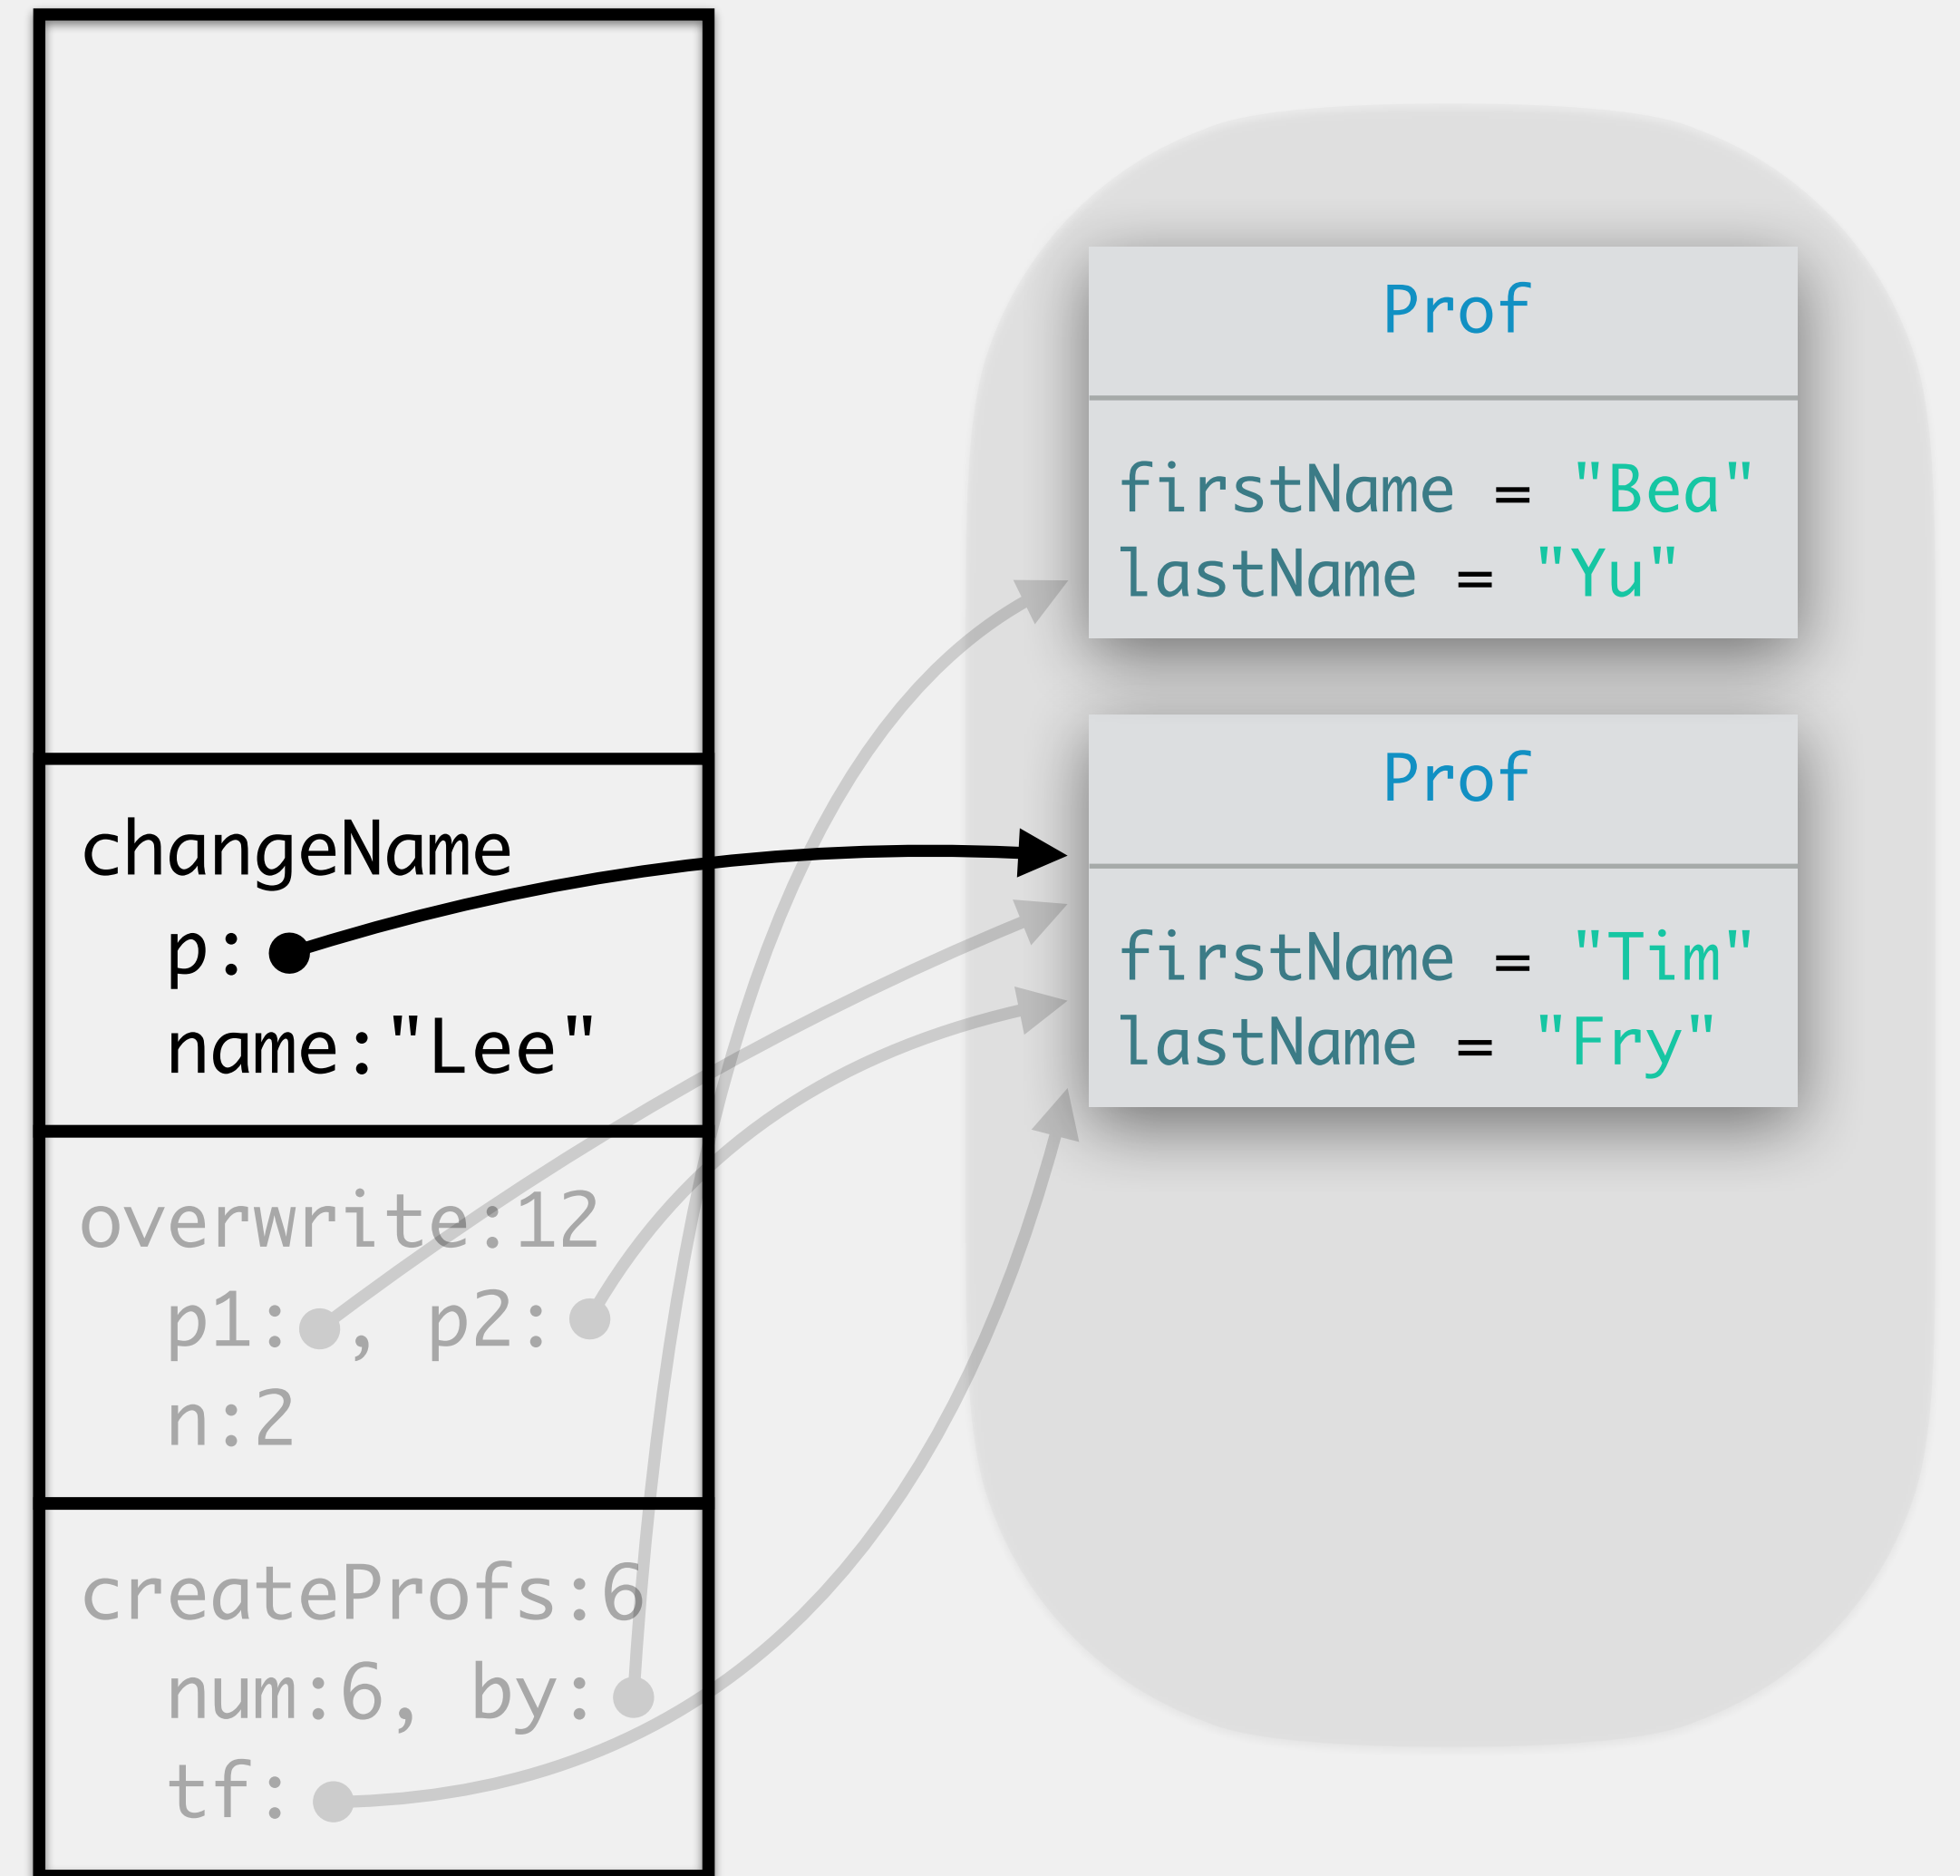 changeName
p:
name:"Lee"
overwrite:12
p1: , p2:
n:2
createProfs:6
num:6, by:
tf:
Prof
firstName = "Bea"
lastName = "Yu"
Prof
firstName = "Tim"
lastName = "Fry"